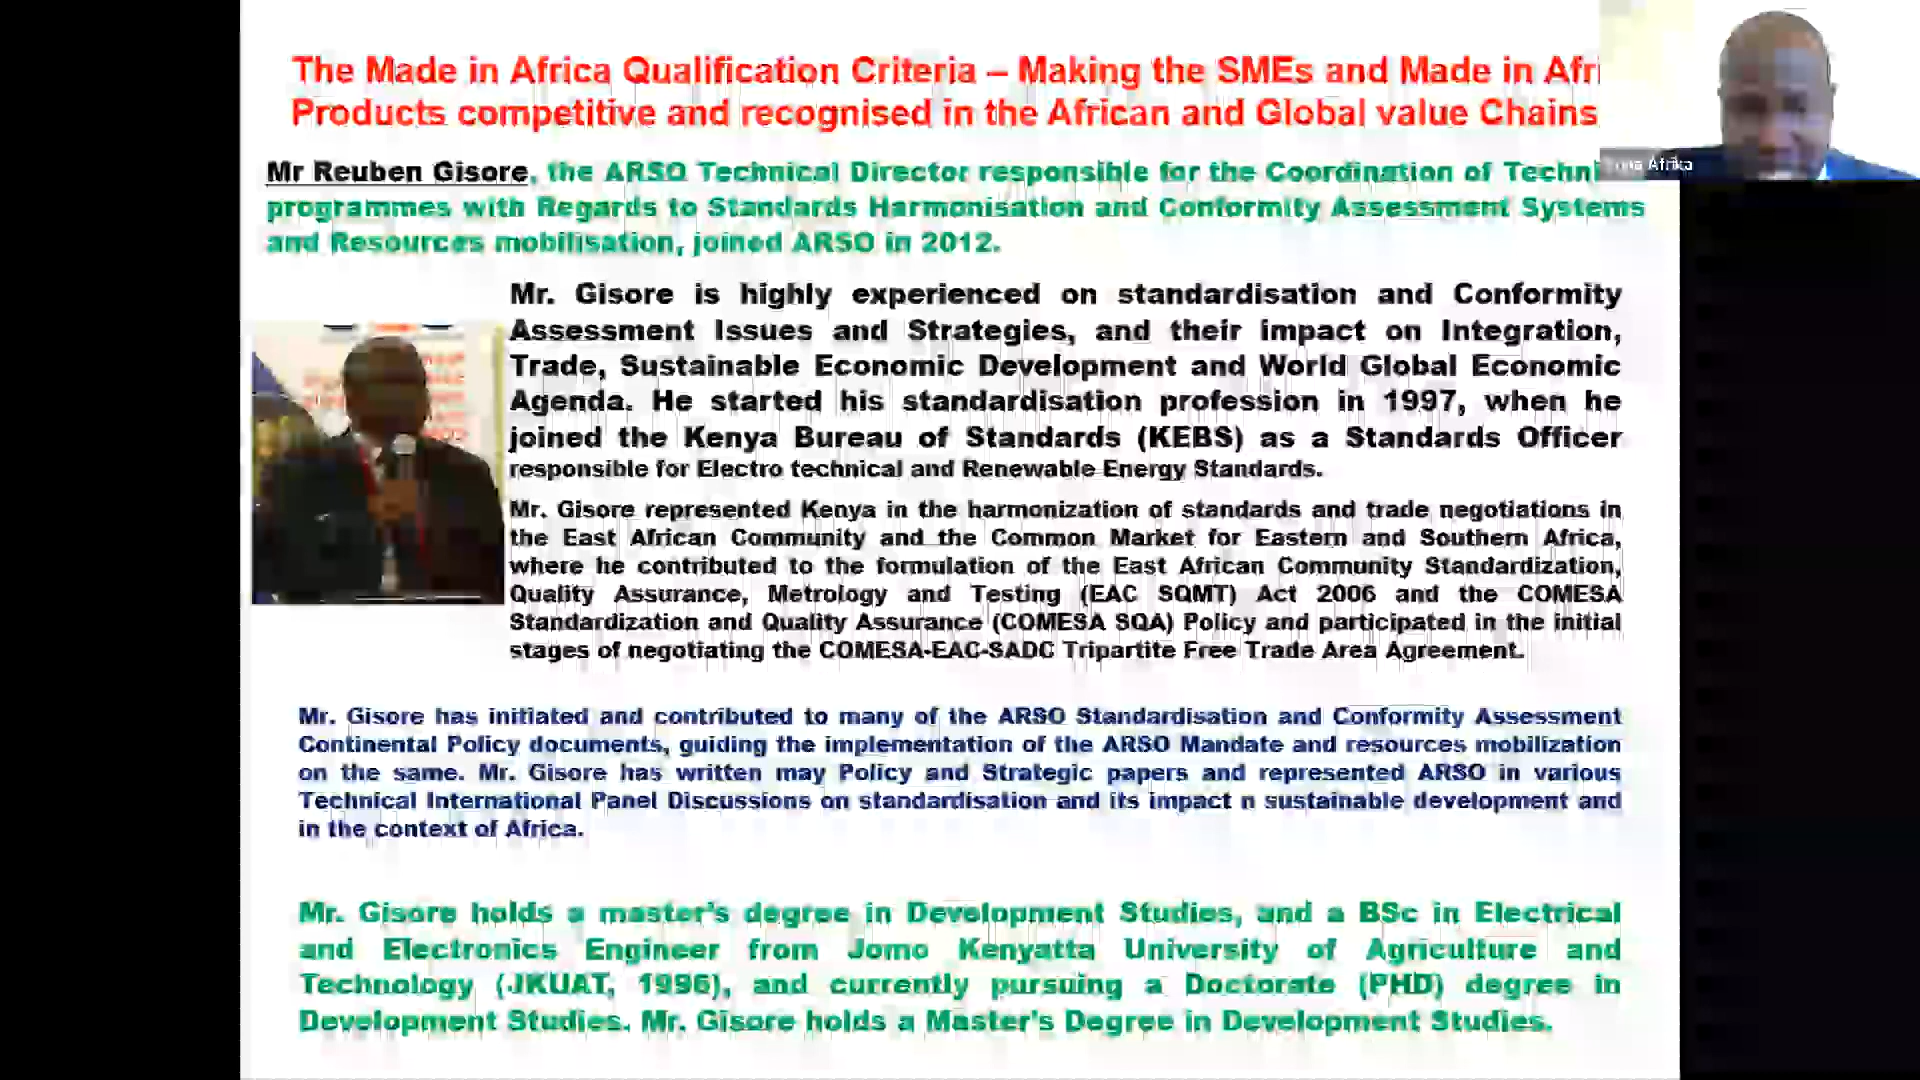 The Made in Africa Qualification Criteria – Making the SMEs and Made in Afri
Products competitive and recognised in the African and Global value Chains
Mr Reuben Gisore, the ARSO Technical Director responsible for the Coordination of Techni
programmes with Regards to Standards Harmonisation and Conformity Assessment Systems
and Resources mobilisation, joined ARSO in 2012.
Afrika
Mr. Gisore is highly experienced on standardisation and Conformity
Assessment Issues and Strategies, and their impact on Integration,
Trade, Sustainable Economic Development and World Global Economic
Agenda. He started his standardisation profession in 1997, when he
joined the Kenya Bureau of Standards (KEBS) as a Standards Officer
responsible for Electro technical and Renewable Energy Standards.
Mr. Gisore represented Kenya in the harmonization of standards and trade negotiations in
the East African Community and the Common Market for Eastern and Southern Africa,
where he contributed to the formulation of the East African Community Standardization,
Quality Assurance, Metrology and Testing (EAC SQMT) Act 2006 and the COMESA
Standardization and Quality Assurance (COMESA SQA) Policy and participated in the initial
stages of negotiating the COMESA-EAC-SADC Tripartite Free Trade Area Agreement.
Mr. Gisore has initiated and contributed to many of the ARSO Standardisation and Conformity Assessment
Continental Policy documents, guiding the implementation of the ARSO Mandate and resources mobilization
on the same. Mr. Gisore has written may Policy and Strategic papers and represented ARSO in various
Technical International Panel Discussions on standardisation and its impact n sustainable development and
in the context of Africa.
Mr. Gisore holds a master's degree in Development Studies, and a BSc in Electrical
and Electronics Engineer from Jomo Kenyatta University of Agriculture and
Technology (JKUAT, 1996), and currently pursuing a Doctorate (PHD) degree in
Development Studies. Mr. Gisore holds a Master's Degree in Development Studies.